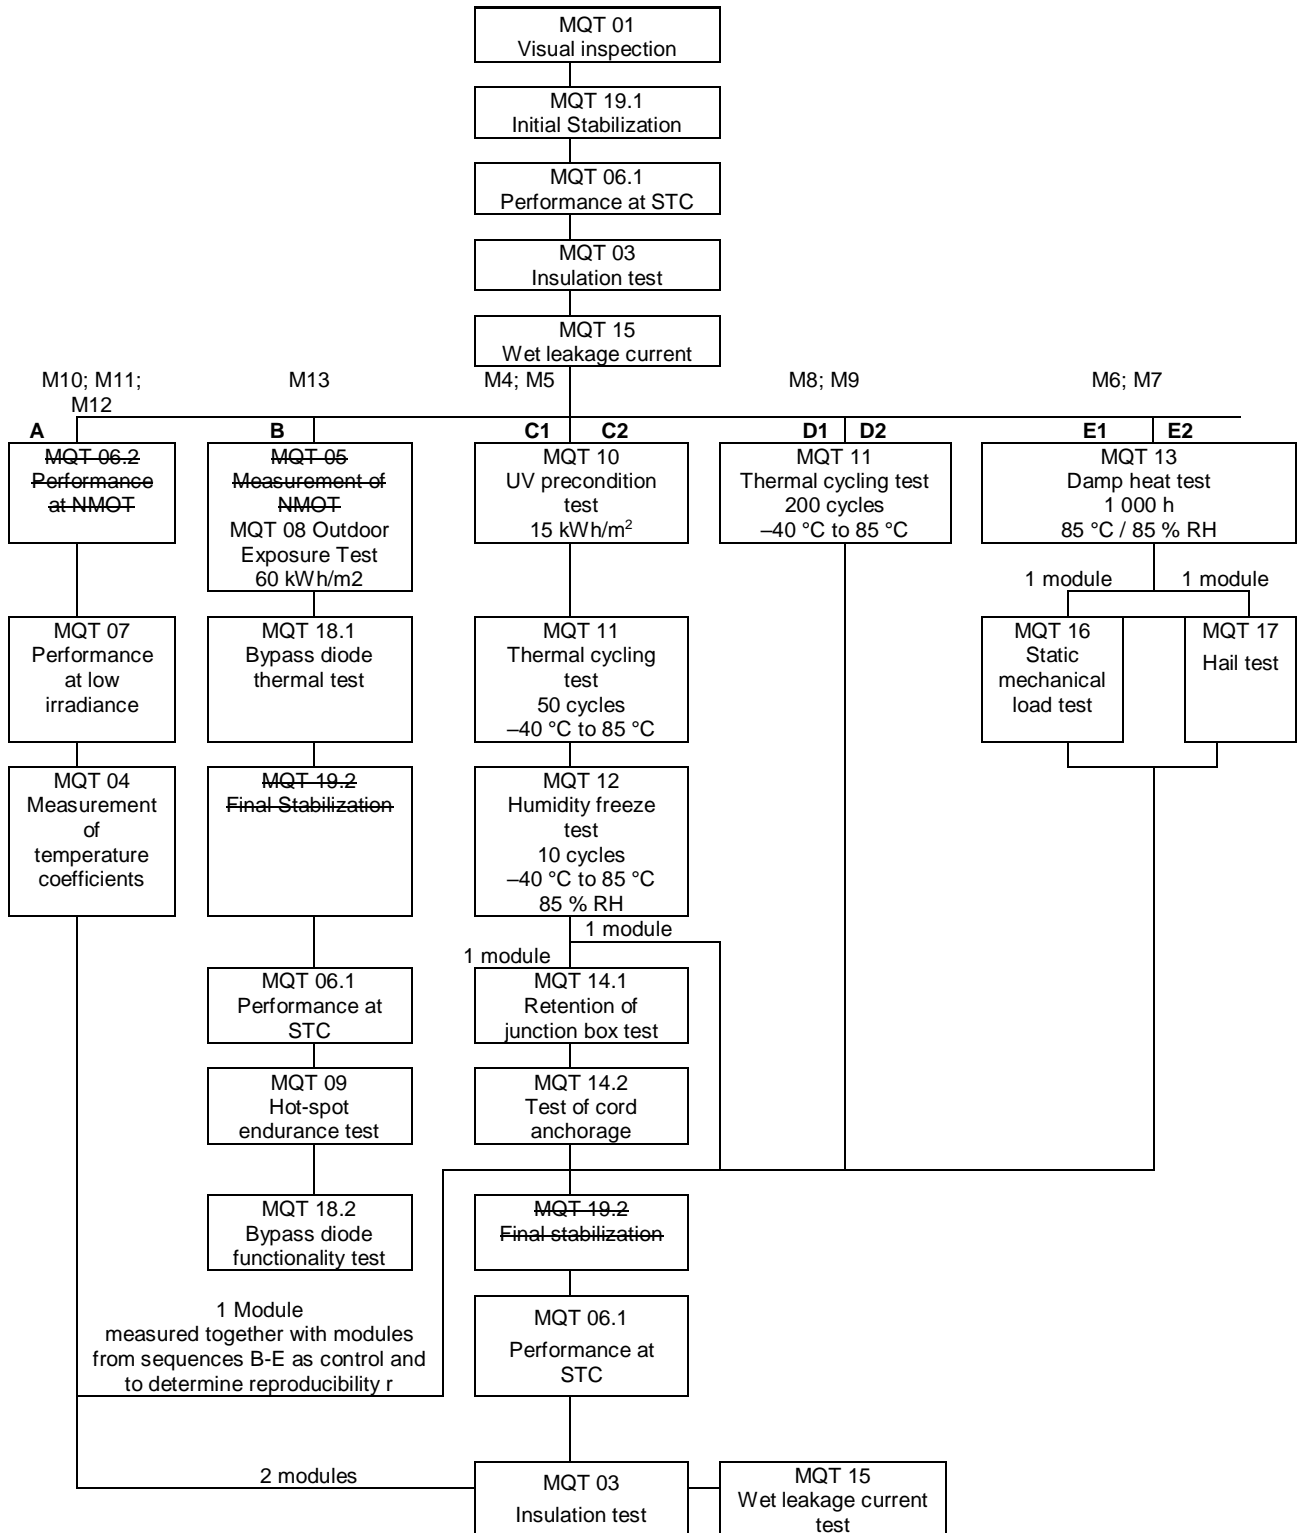 MQT 01
Visual inspection
MQT 19.1
Initial Stabilization
MQT 06.1
Performance at STC
MQT 03
Insulation test
MQT 15
Wet leakage current
M10; M11;
M12
M13
M4; M5
M8; M9
M6; M7
A
B
C1
C2
D1
D2
E1
E2
MQT 06.2
Performance
at NMOT
MQT 05
Measurement of
NMOT
MQT 08 Outdoor
Exposure Test
60 kWh/m2
MQT 10
UV precondition
test
15 kWh/m²
MQT 11
Thermal cycling test
200 cycles
–40 °C to 85 °C
MQT 13
Damp heat test
1 000 h
85 °C / 85 % RH
1 module
1 module
MQT 07
Performance
at low
irradiance
MQT 18.1
Bypass diode
thermal test
MQT 11
Thermal cycling
test
50 cycles
–40 °C to 85 °C
MQT 16
Static
mechanical
load test
MQT 17
Hail test
MQT 04
Measurement
of
temperature
coefficients
MQT 19.2
Final Stabilization
MQT 12
Humidity freeze
test
10 cycles
–40 °C to 85 °C
85 % RH
1 module
1 module
MQT 06.1
Performance at
STC
MQT 14.1
Retention of
junction box test
MQT 09
Hot-spot
endurance test
MQT 14.2
Test of cord
anchorage
MQT 18.2
Bypass diode
functionality test
MQT 19.2
Final stabilization
1 Module
measured together with modules
from sequences B-E as control and
to determine reproducibility r
MQT 06.1
Performance at
STC
2 modules
MQT 03
Insulation test
MQT 15
Wet leakage current
test